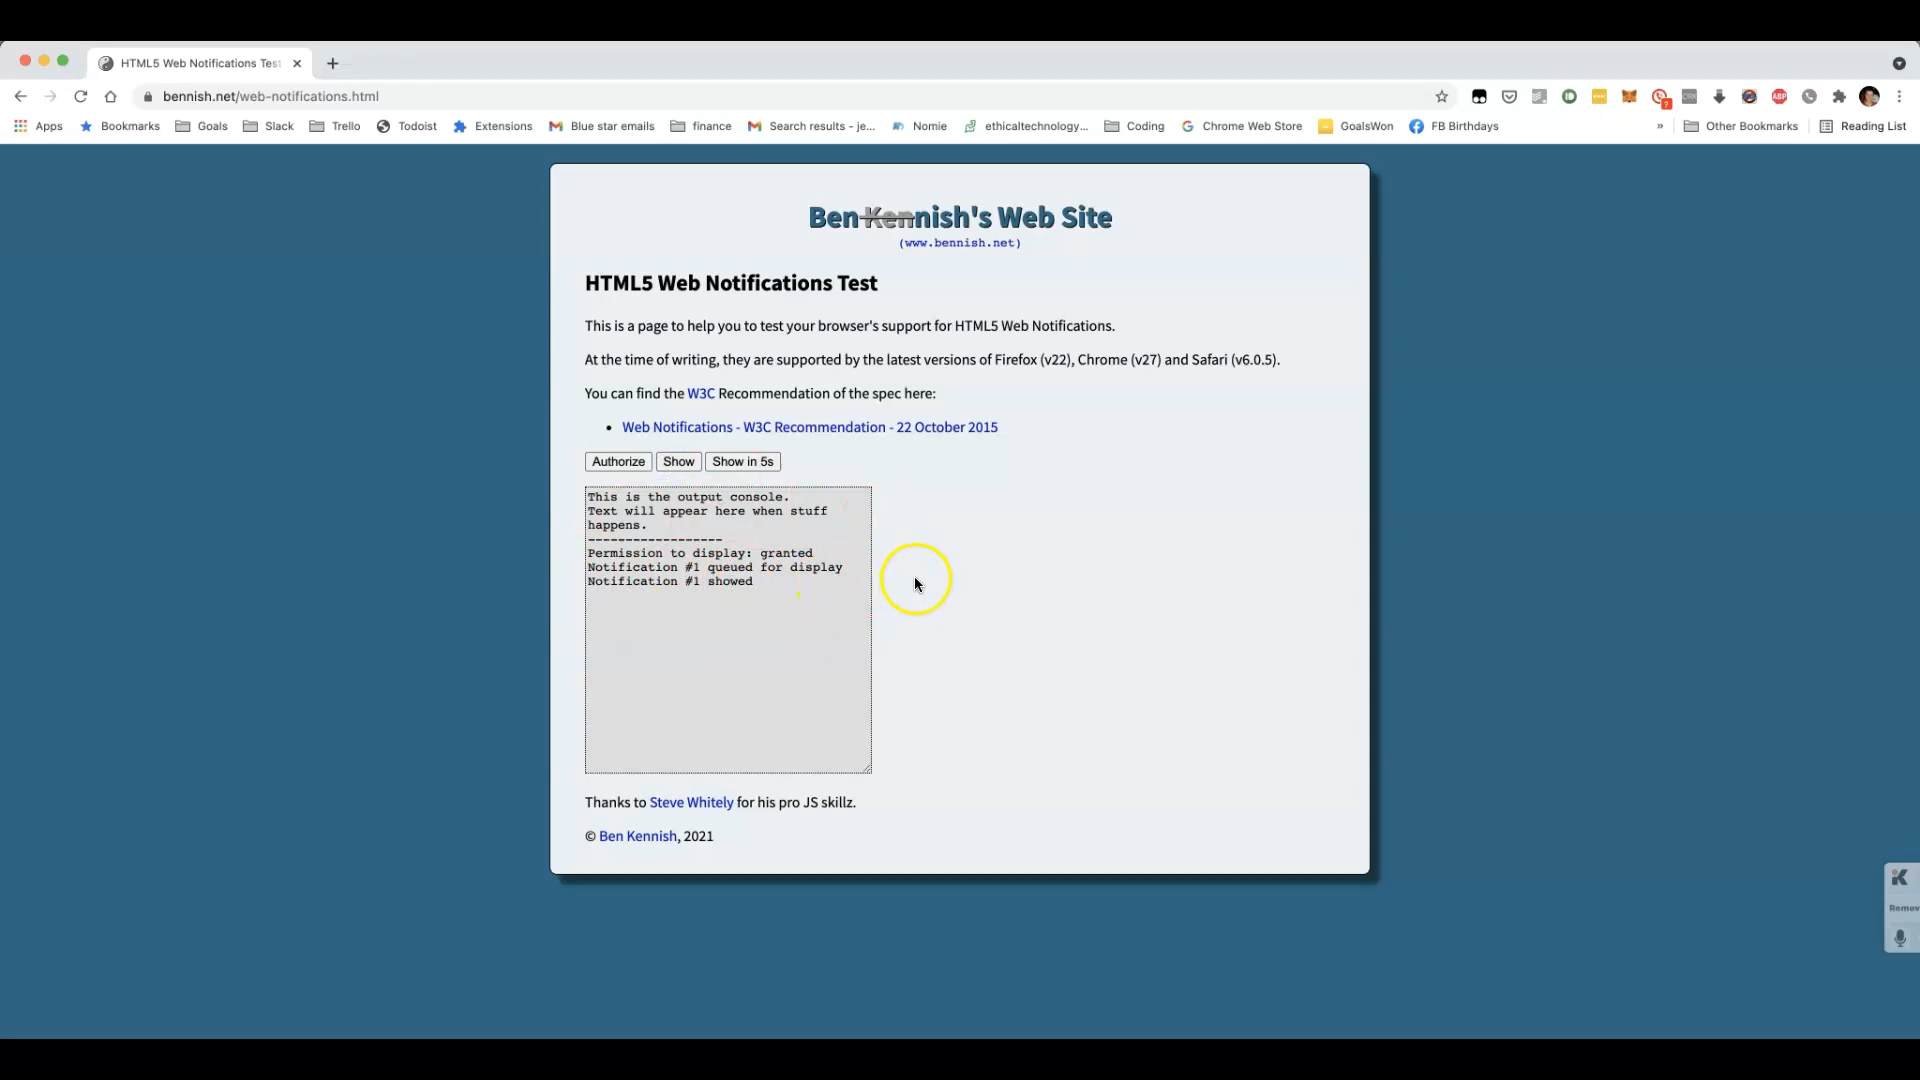 HTML5 Web Notifications Test
bennish.net/web-notifications.html
Apps Bookmarks Goals Slack Trello Todoist Extensions Blue star emails finance Search results - je... Nomie ethicaltechnology... Coding Chrome Web Store GoalsWon FB Birthdays » Other Bookmarks Reading List
Ben Kennish's Web Site
(www.bennish.net)
HTML5 Web Notifications Test
This is a page to help you to test your browser's support for HTML5 Web Notifications.
At the time of writing, they are supported by the latest versions of Firefox (v22), Chrome (v27) and Safari (v6.0.5).
You can find the W3C Recommendation of the spec here:
• Web Notifications - W3C Recommendation - 22 October 2015
Authorize Show Show in 5s
This is the output console.
Text will appear here when stuff
happens.
------------------
Permission to display: granted
Notification #1 queued for display
Notification #1 showed
Thanks to Steve Whitely for his pro JS skillz.
© Ben Kennish, 2021
Remov